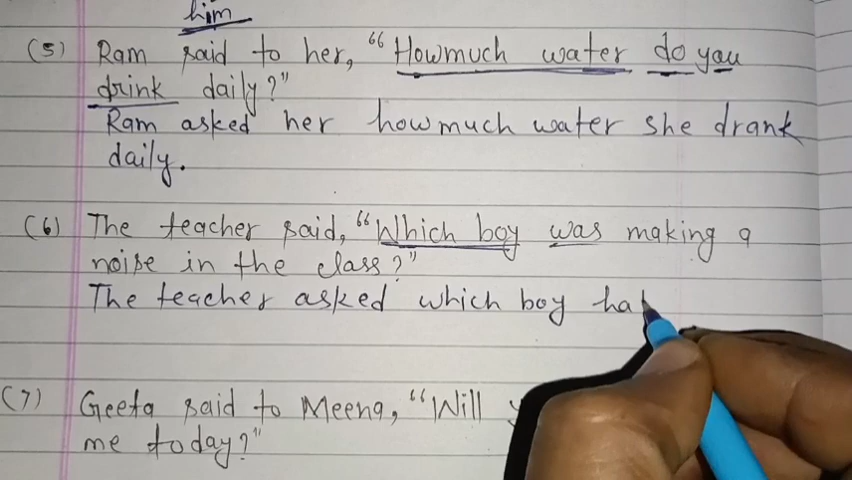 him
(5) Ram said to her, "Howmuch water do you
drink daily?"
Ram asked her howmuch water she drank
daily.
(6) The teacher said, "Which boy was making a
noise in the class?"
The teacher asked which boy ha
(7) Geeta said to Meena, "Will
me today?"